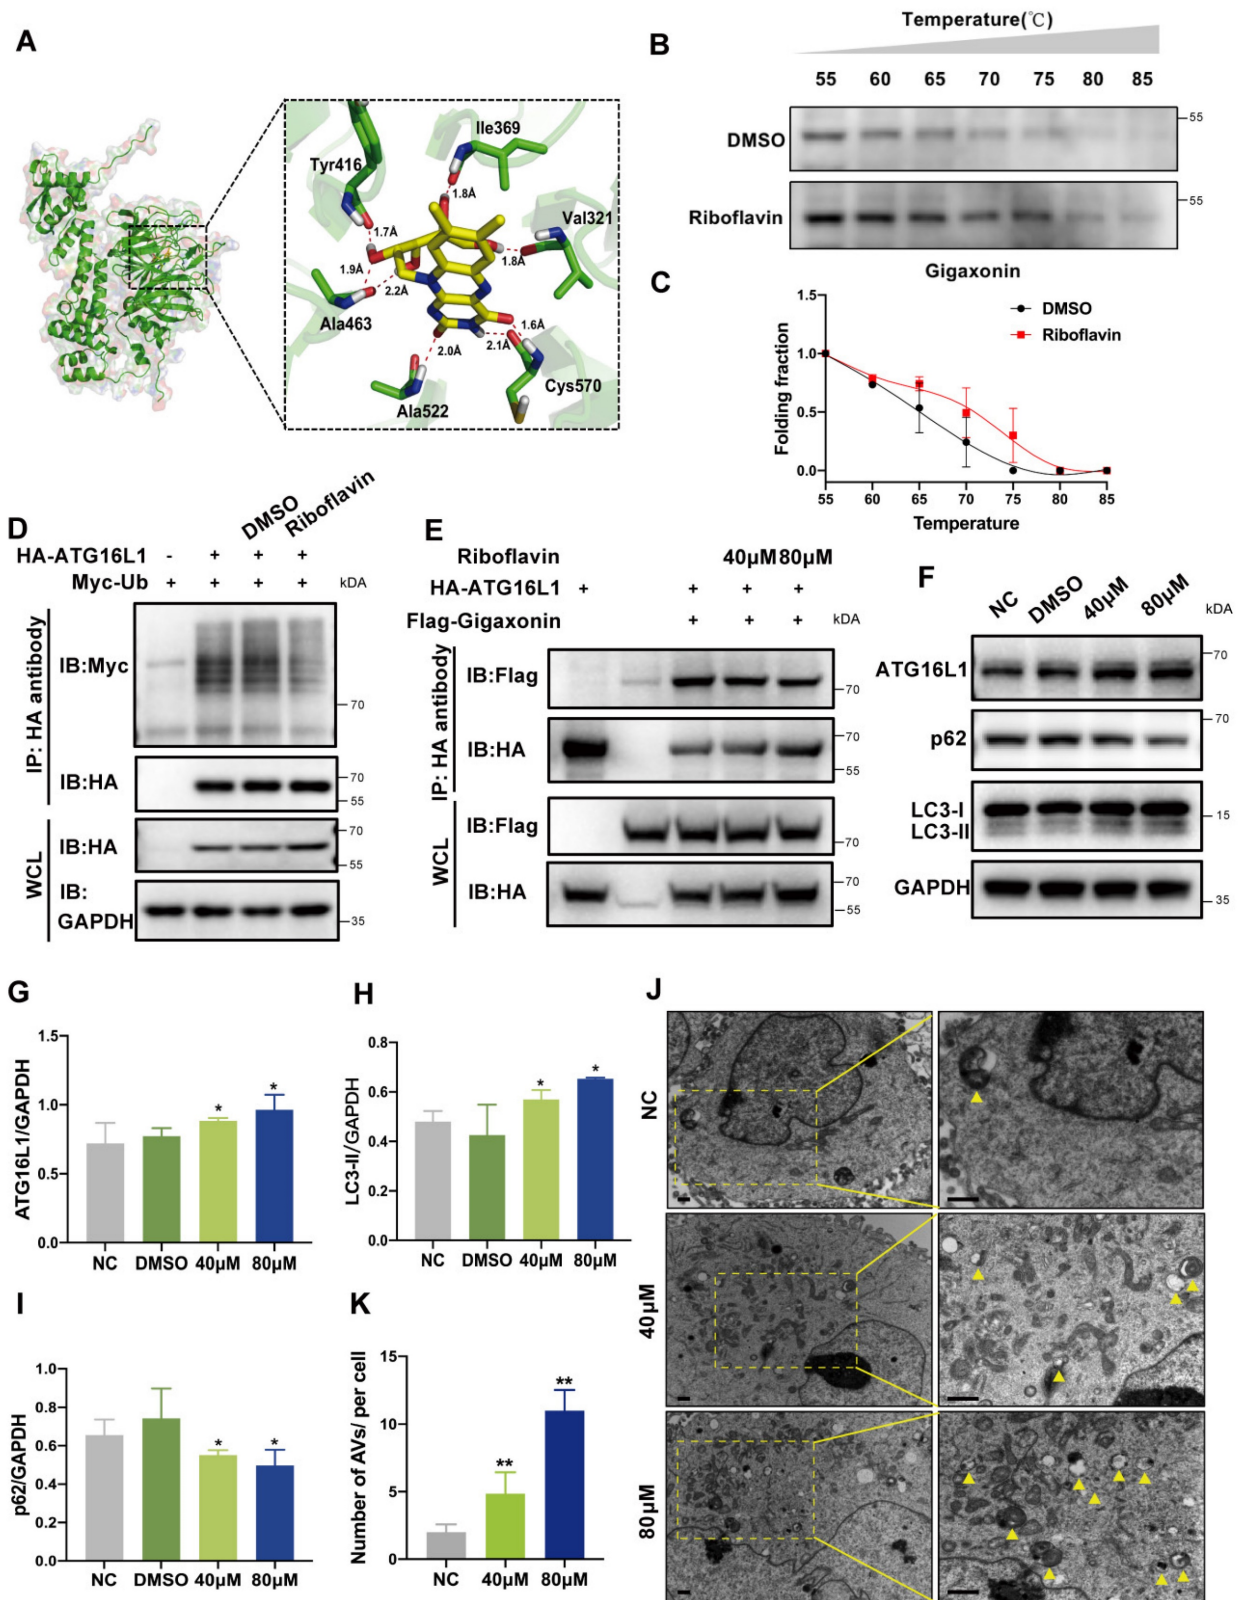 A
Ile369
Tyr416
1.8Å
Val321
1.7Å
1.8Å
1.9Å
2.2Å
Ala463
1.6Å
2.0Å
2.1Å
Cys570
Ala522
B
Temperature(℃)
55 60 65 70 75 80 85
DMSO
55
Riboflavin
55
Gigaxonin
C
1.5
1.0
0.5
0.0
Folding fraction
DMSO
Riboflavin
55 60 65 70 75 80 85
Temperature
D
DMSO
Riboflavin
HA-ATG16L1 - + + +
Myc-Ub + + + + kDA
IP: HA antibody
IB:Myc
70
IB:HA
70
55
WCL
IB:HA
70
55
IB:
GAPDH
35
E
Riboflavin 40μM 80μM
HA-ATG16L1 + + + +
Flag-Gigaxonin + + + kDA
IP: HA antibody
IB:Flag
70
IB:HA
70
55
WCL
IB:Flag
70
IB:HA
70
55
F
NC DMSO 40μM 80μM
kDA
ATG16L1
70
p62
70
LC3-I
LC3-II
15
GAPDH
35
G
ATG16L1/GAPDH
1.5
1.0
0.5
0.0
* *
NC DMSO 40μM 80μM
H
LC3-II/GAPDH
0.8
0.6
0.4
0.2
0.0
* *
NC DMSO 40μM 80μM
I
p62/GAPDH
1.0
0.8
0.6
0.4
0.2
0.0
* *
NC DMSO 40μM 80μM
K
Number of AVs/ per cell
15
10
5
0
** **
NC 40μM 80μM
J
NC
40μM
80μM